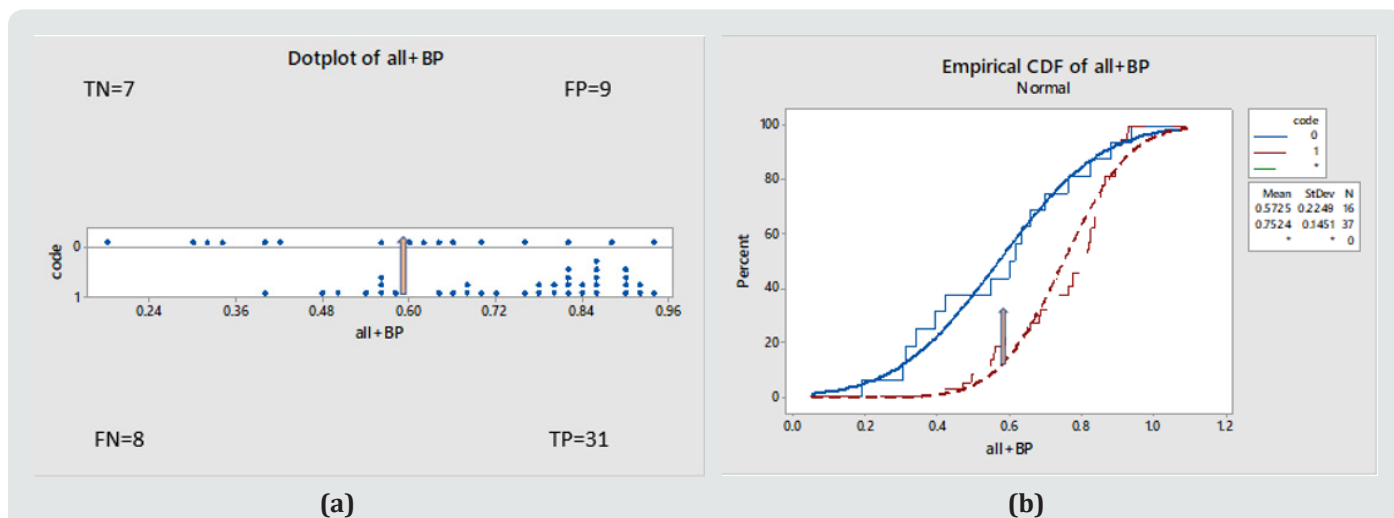 Dotplot of all+BP
TN=7
FP=9
code
0
1
0.24 0.36 0.48 0.60 0.72 0.84 0.96
all+BP
FN=8
TP=31
(a)
Empirical CDF of all+BP
Normal
Percent
100
80
60
40
20
0
0.0 0.2 0.4 0.6 0.8 1.0 1.2
all+BP
code
0
1
*
Mean StDev N
0.5725 0.2249 16
0.7524 0.1451 37
* * 0
(b)